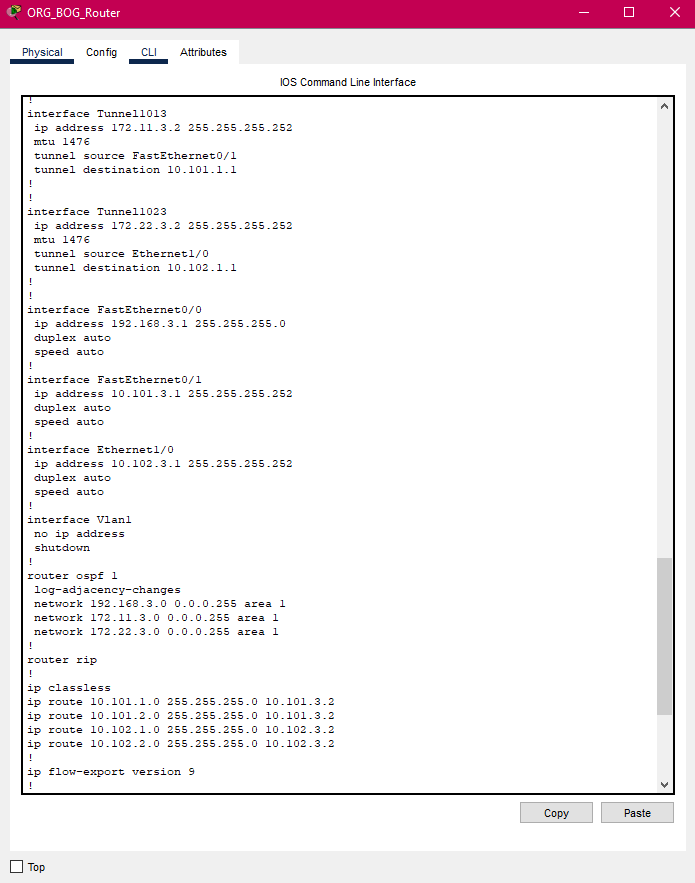 ORG_BOG_Router
Physical Config CLI Attributes
IOS Command Line Interface
!
interface Tunnel1013
 ip address 172.11.3.2 255.255.255.252
 mtu 1476
 tunnel source FastEthernet0/1
 tunnel destination 10.101.1.1
!
!
interface Tunnel1023
 ip address 172.22.3.2 255.255.255.252
 mtu 1476
 tunnel source Ethernet1/0
 tunnel destination 10.102.1.1
!
!
interface FastEthernet0/0
 ip address 192.168.3.1 255.255.255.0
 duplex auto
 speed auto
!
interface FastEthernet0/1
 ip address 10.101.3.1 255.255.255.252
 duplex auto
 speed auto
!
interface Ethernet1/0
 ip address 10.102.3.1 255.255.255.252
 duplex auto
 speed auto
!
interface Vlan1
 no ip address
 shutdown
!
router ospf 1
 log-adjacency-changes
 network 192.168.3.0 0.0.0.255 area 1
 network 172.11.3.0 0.0.0.255 area 1
 network 172.22.3.0 0.0.0.255 area 1
!
router rip
!
ip classless
ip route 10.101.1.0 255.255.255.0 10.101.3.2
ip route 10.101.2.0 255.255.255.0 10.101.3.2
ip route 10.102.1.0 255.255.255.0 10.102.3.2
ip route 10.102.2.0 255.255.255.0 10.102.3.2
!
ip flow-export version 9
!
Copy Paste
Top